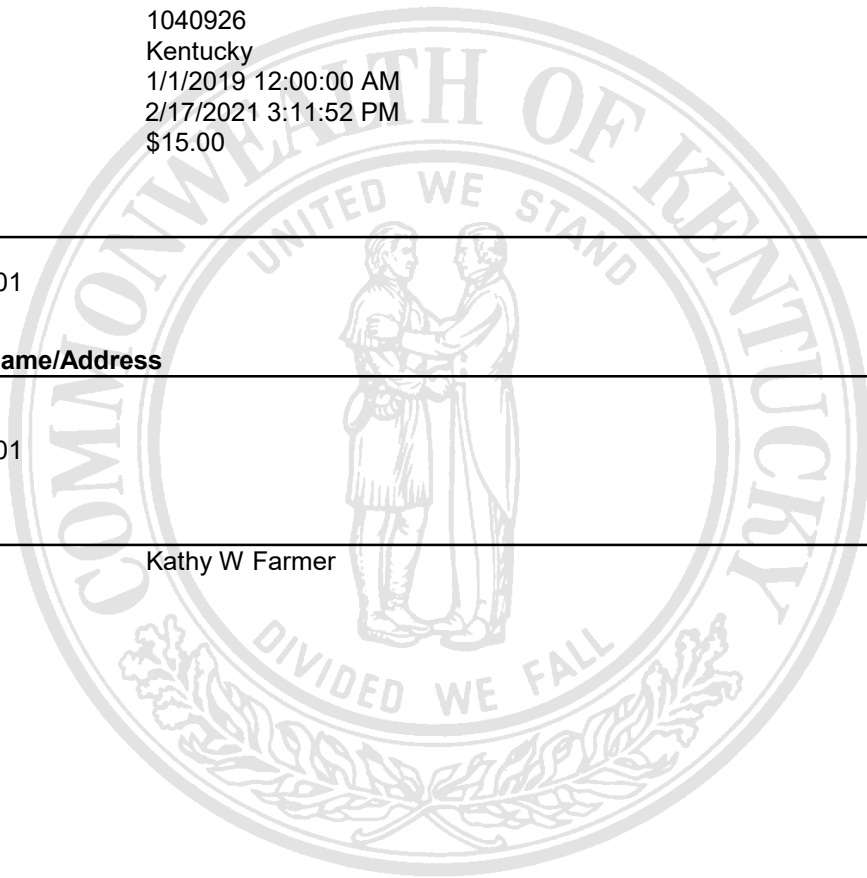 1040926
Kentucky
1/1/2019 12:00:00 AM
2/17/2021 3:11:52 PM
$15.00
01
ame/Address
01
Kathy W Farmer
COMMONWEALTH OF KENTUCKY
UNITED WE STAND
DIVIDED WE FALL